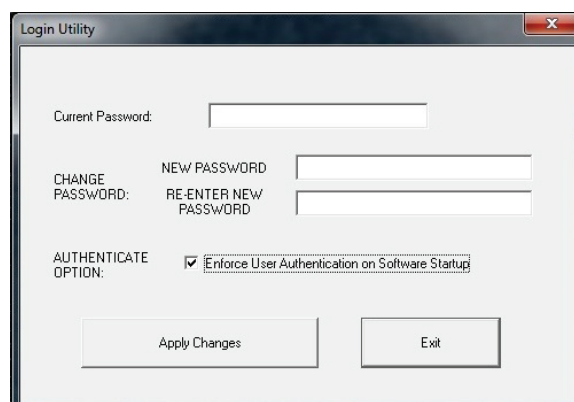 Login Utility
Current Password:
NEW PASSWORD
CHANGE
PASSWORD:
RE-ENTER NEW
PASSWORD
AUTHENTICATE
OPTION:
Enforce User Authentication on Software Startup
Apply Changes
Exit